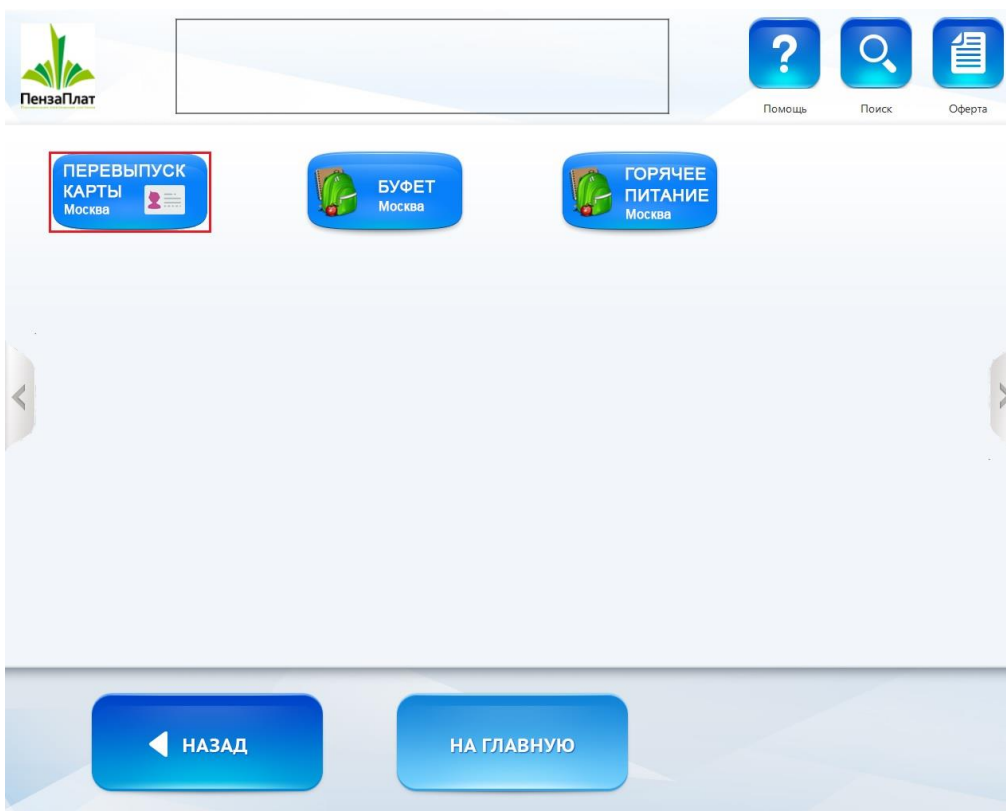 ПензаПлат
?
Помощь
Поиск
Оферта
ПЕРЕВЫПУСК
КАРТЫ
Москва
БУФЕТ
Москва
ГОРЯЧЕЕ
ПИТАНИЕ
Москва
НАЗАД
НА ГЛАВНУЮ